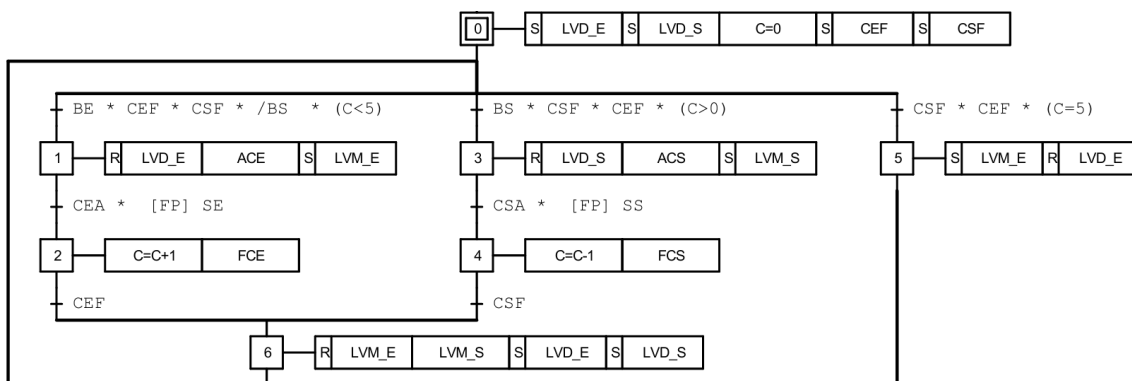 0 S LVD_E S LVD_S C=0 S CEF S CSF
BE * CEF * CSF * /BS * (C<5) BS * CSF * CEF * (C>0) CSF * CEF * (C=5)
1 R LVD_E ACE S LVM_E 3 R LVD_S ACS S LVM_S 5 S LVM_E R LVD_E
CEA * [FP] SE CSA * [FP] SS
2 C=C+1 FCE 4 C=C-1 FCS
CEF CSF
6 R LVM_E LVM_S S LVD_E S LVD_S